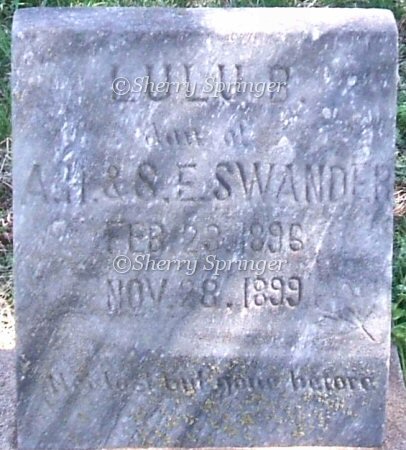 LULU P.
©Sherry Springer
dau of
A.H. & S.E. SWANDER
FEB 23 1896
©Sherry Springer
NOV 28. 1899
Not lost but gone before